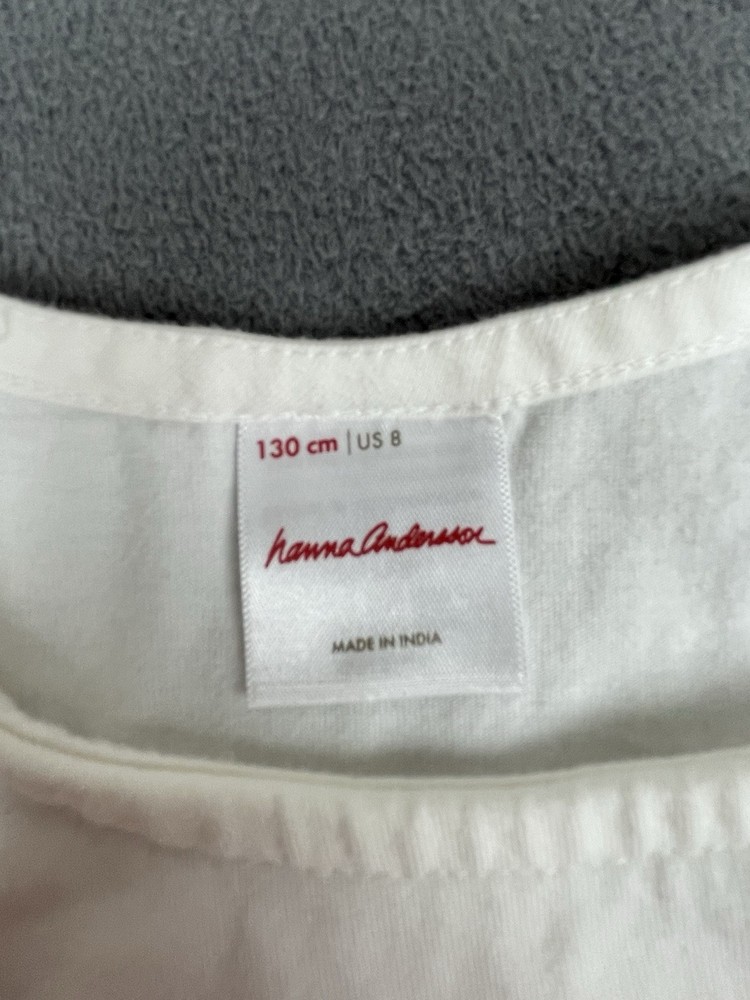 130 cm | US 8
hanna Andersson
MADE IN INDIA